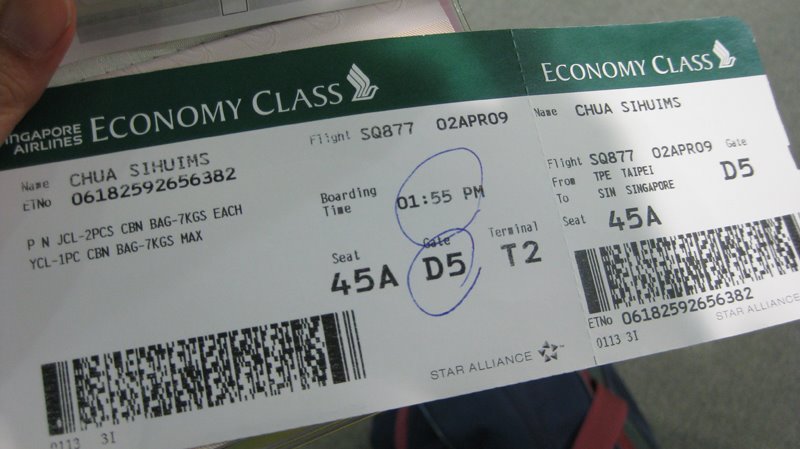 SINGAPORE AIRLINES ECONOMY CLASS
Name CHUA SIHUIMS
ETNo 06182592656382
Flight SQ877 02APR09
P N JCL-2PCS CBN BAG-7KGS EACH
YCL-1PC CBN BAG-7KGS MAX
Boarding Time 01:55 PM
Seat Gate Terminal
45A D5 T2
STAR ALLIANCE
0113 3I
ECONOMY CLASS
Name CHUA SIHUIMS
Flight SQ877 02APR09
Gate D5
From TPE TAIPEI
To SIN SINGAPORE
Seat 45A
ETNo 06182592656382
STAR ALLIANCE
0113 3I